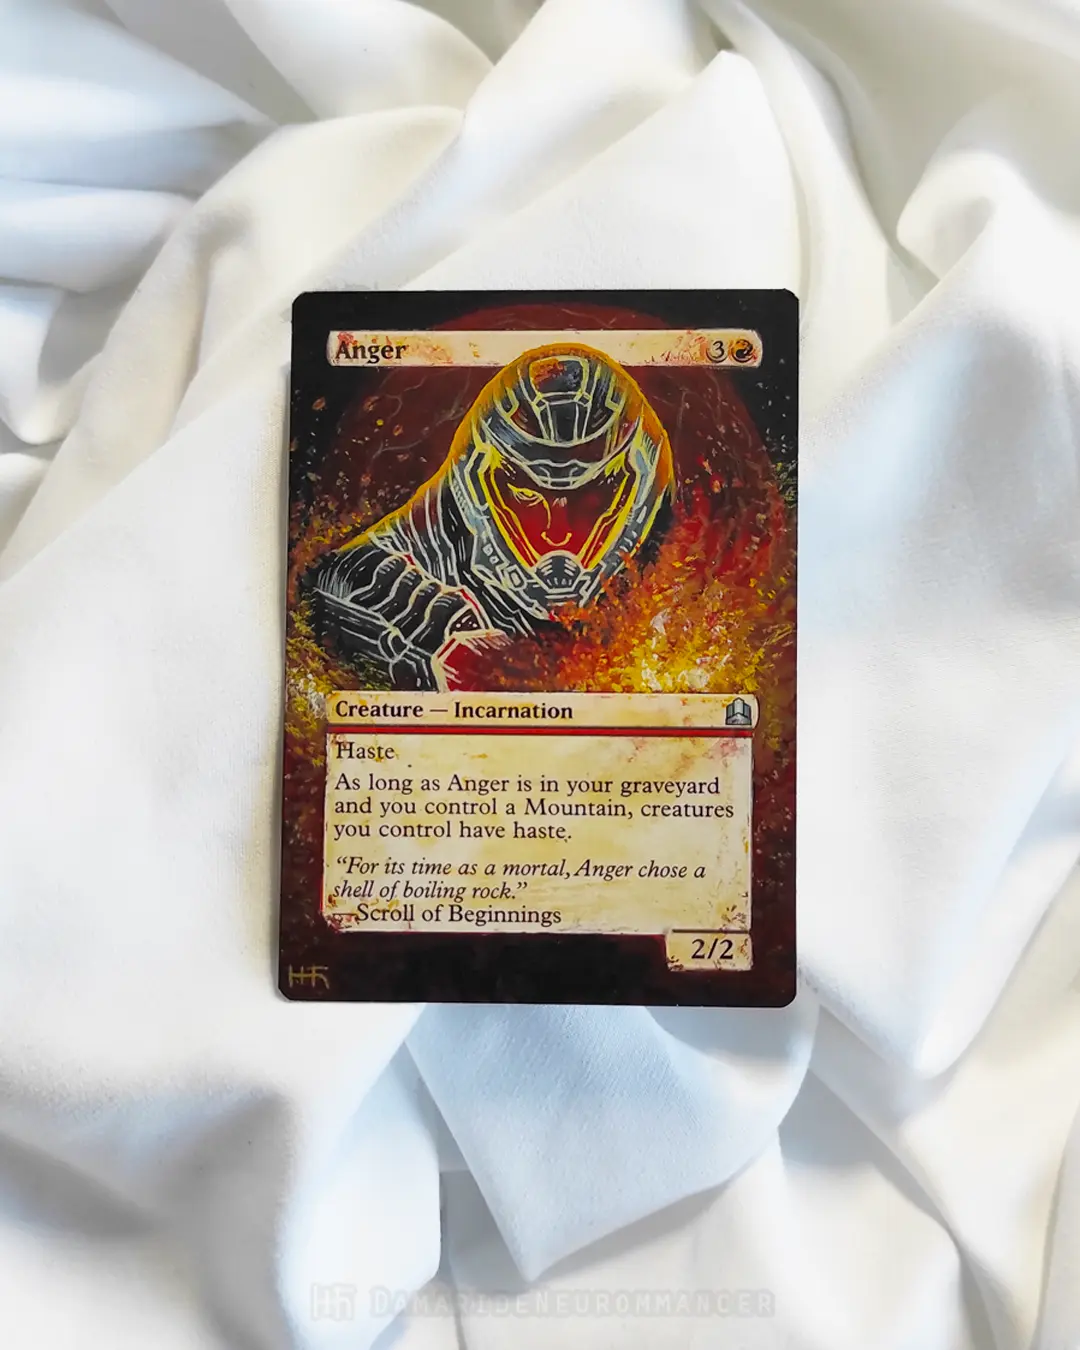 Anger 3
Creature — Incarnation
Haste
As long as Anger is in your graveyard
and you control a Mountain, creatures
you control have haste.
“For its time as a mortal, Anger chose a
shell of boiling rock.”
—Scroll of Beginnings
2/2
DAMARIDENEUROMMANCER